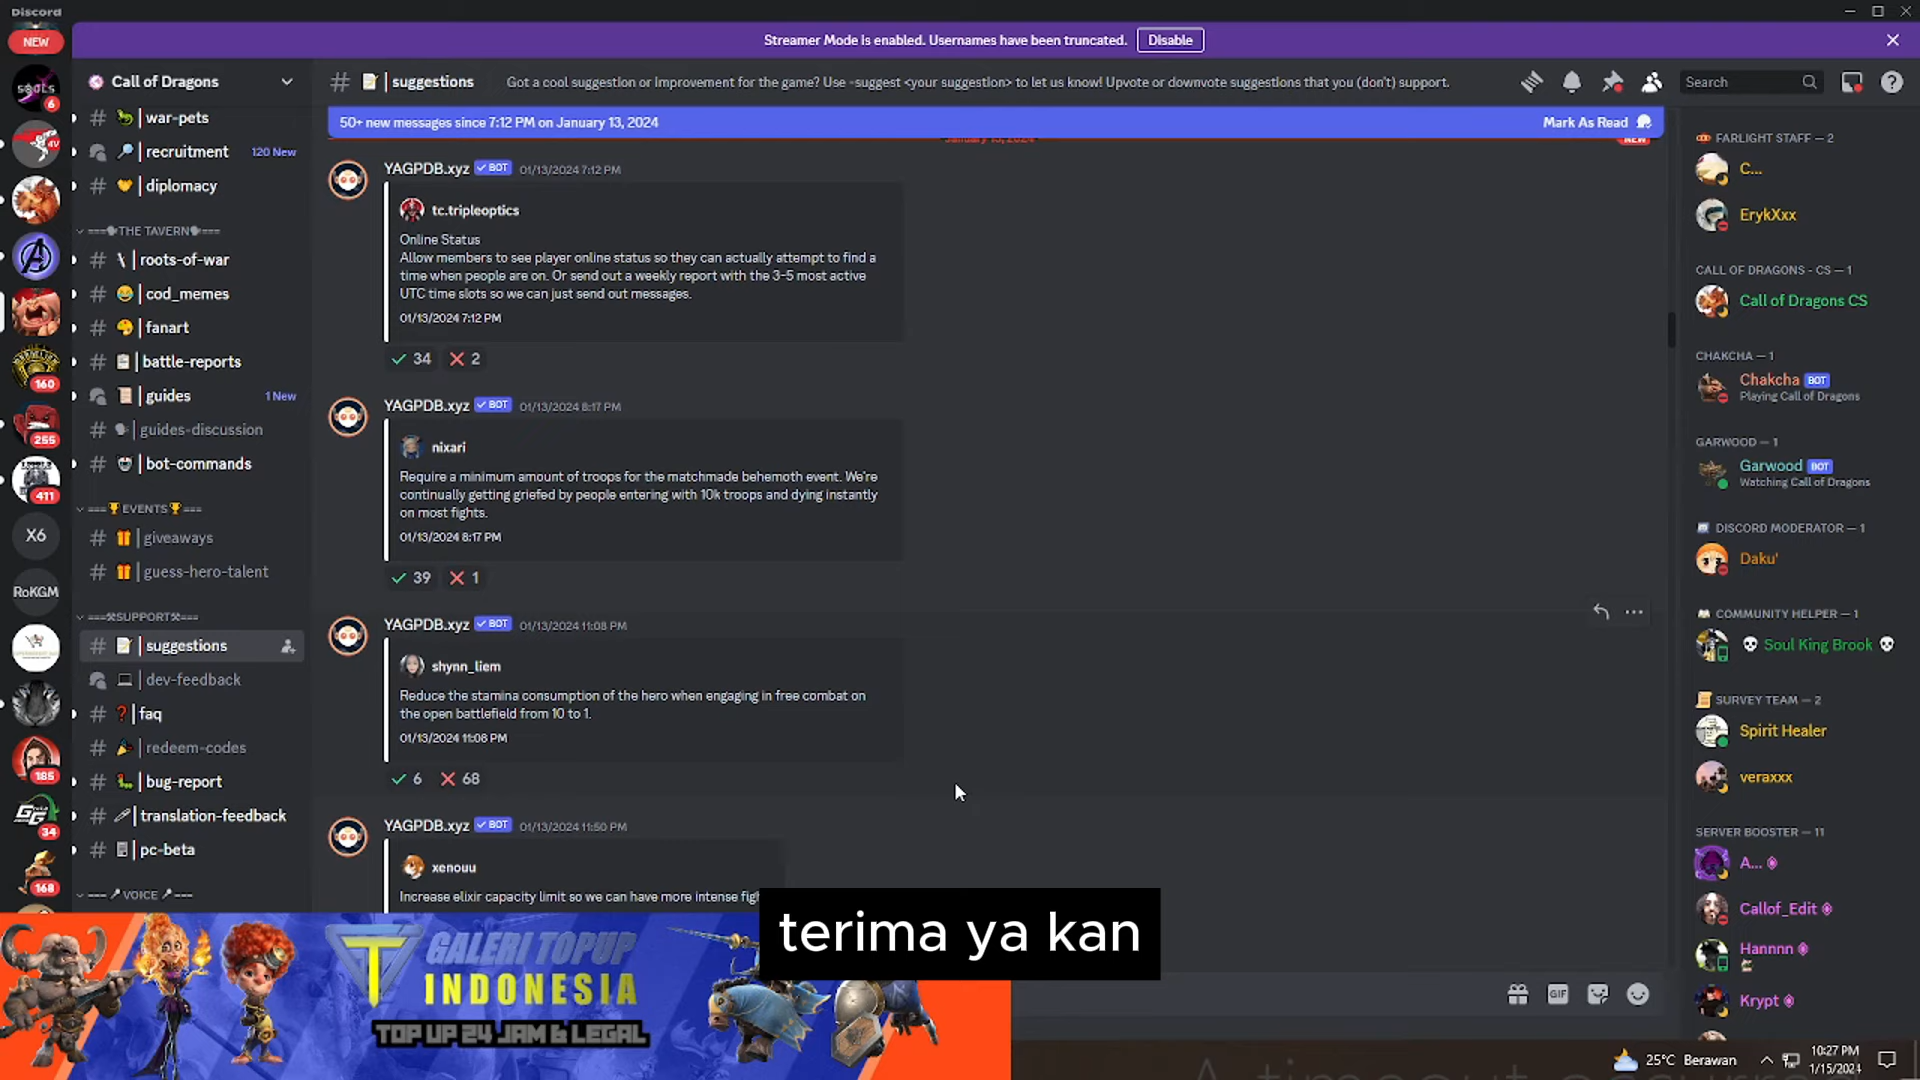 Discord
NEW
Streamer Mode is enabled. Usernames have been truncated.
Disable
Call of Dragons
suggestions
Got a cool suggestion or improvement for the game? Use -suggest <your suggestion> to let us know! Upvote or downvote suggestions that you (don't) support.
Search
50+ new messages since 7:12 PM on January 13, 2024
Mark As Read
January 13, 2024
NEW
war-pets
recruitment
120 New
diplomacy
===THE TAVERN===
roots-of-war
cod_memes
fanart
battle-reports
guides
1 New
guides-discussion
bot-commands
===EVENTS===
giveaways
guess-hero-talent
===SUPPORT===
suggestions
dev-feedback
faq
redeem-codes
bug-report
translation-feedback
pc-beta
=== VOICE ===
6
160
255
411
X6
RoKGM
185
34
168
YAGPDB.xyz BOT 01/13/2024 7:12 PM
tc.tripleoptics
Online Status
Allow members to see player online status so they can actually attempt to find a
time when people are on. Or send out a weekly report with the 3-5 most active
UTC time slots so we can just send out messages.
01/13/2024 7:12 PM
34
2
YAGPDB.xyz BOT 01/13/2024 8:17 PM
nixari
Require a minimum amount of troops for the matchmade behemoth event. We're
continually getting griefed by people entering with 10k troops and dying instantly
on most fights.
01/13/2024 8:17 PM
39
1
YAGPDB.xyz BOT 01/13/2024 11:08 PM
shynn_liem
Reduce the stamina consumption of the hero when engaging in free combat on
the open battlefield from 10 to 1.
01/13/2024 11:08 PM
6
68
YAGPDB.xyz BOT 01/13/2024 11:50 PM
xenouu
Increase elixir capacity limit so we can have more intense figh
FARLIGHT STAFF — 2
C...
ErykXxx
CALL OF DRAGONS - CS — 1
Call of Dragons CS
CHAKCHA — 1
Chakcha BOT
Playing Call of Dragons
GARWOOD — 1
Garwood BOT
Watching Call of Dragons
DISCORD MODERATOR — 1
Daku'
COMMUNITY HELPER — 1
Soul King Brook
SURVEY TEAM — 2
Spirit Healer
veraxxx
SERVER BOOSTER — 11
A...
Callof_Edit
Hannnn
Krypt
GIF
terima ya kan
GALERI TOPUP
INDONESIA
TOP UP 24 JAM & LEGAL
25°C Berawan
10:27 PM
1/15/2024